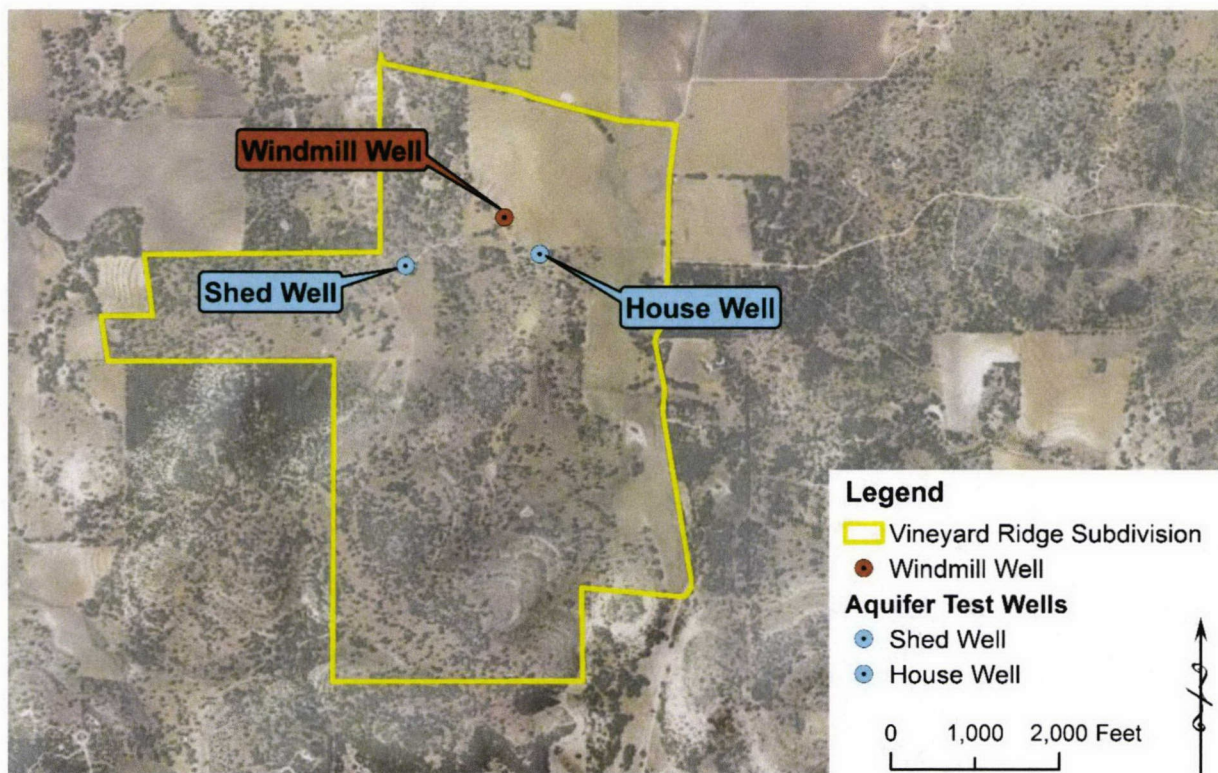 Windmill Well
Shed Well
House Well
Legend
Vineyard Ridge Subdivision
Windmill Well
Aquifer Test Wells
Shed Well
House Well
0 1,000 2,000 Feet